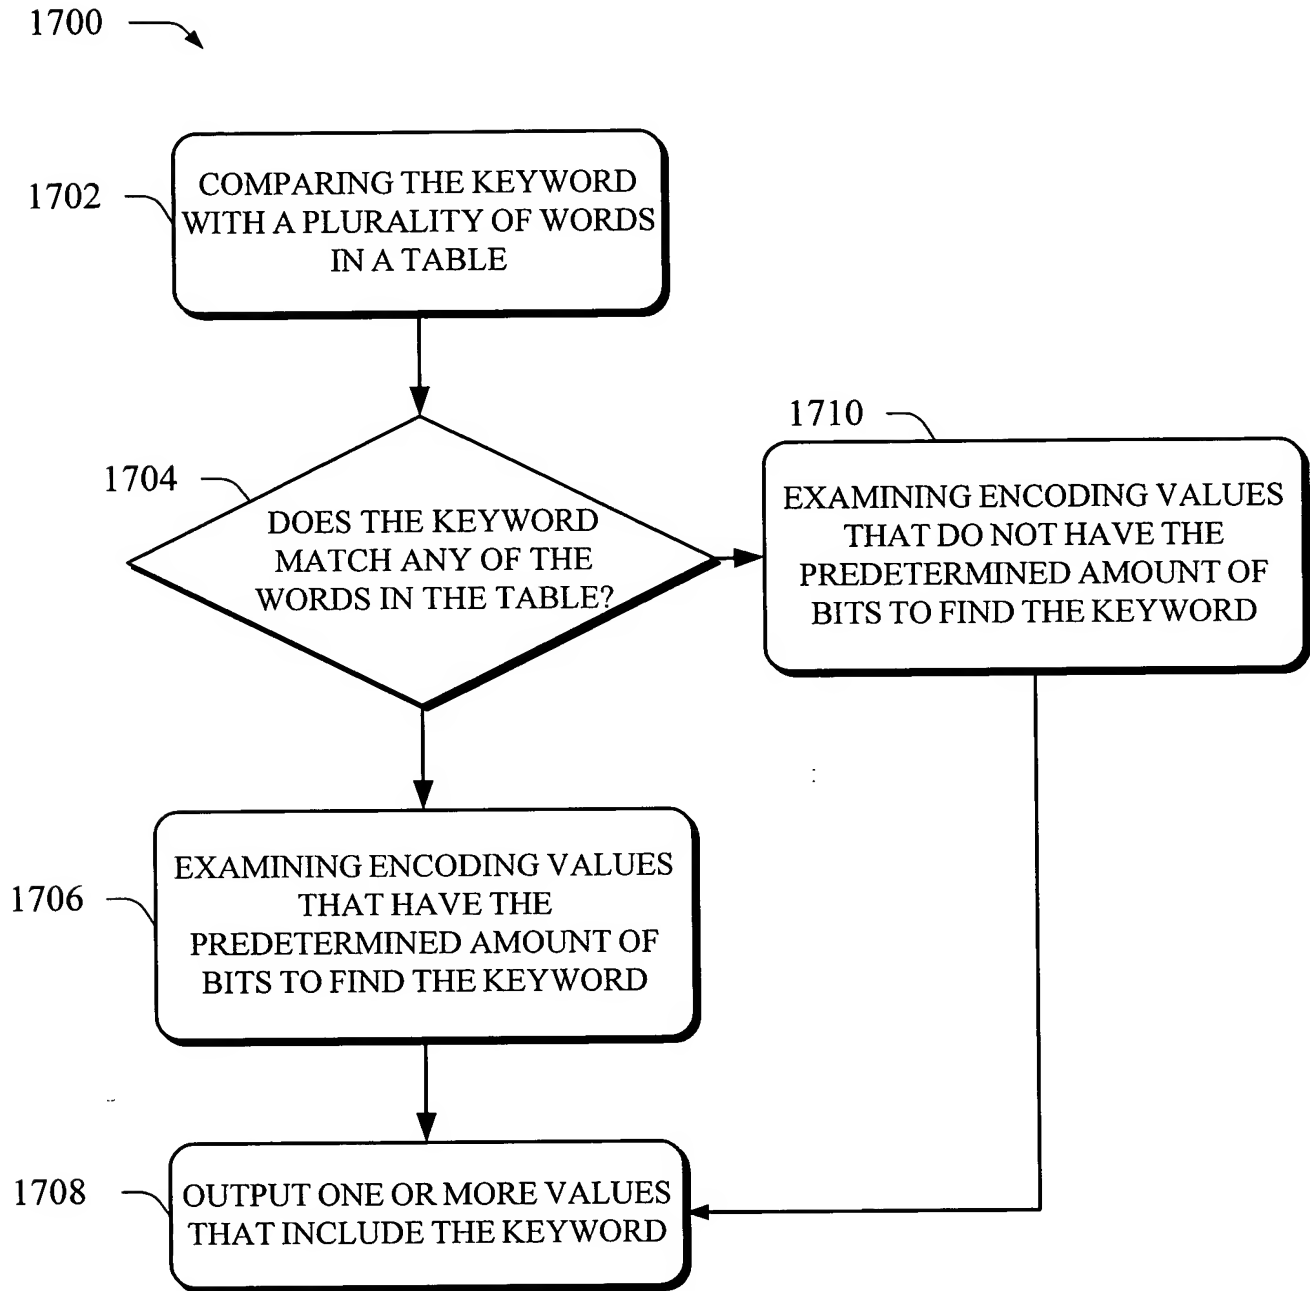 1700
1702
COMPARING THE KEYWORD
WITH A PLURALITY OF WORDS
IN A TABLE
1704
DOES THE KEYWORD
MATCH ANY OF THE
WORDS IN THE TABLE?
1710
EXAMINING ENCODING VALUES
THAT DO NOT HAVE THE
PREDETERMINED AMOUNT OF
BITS TO FIND THE KEYWORD
1706
EXAMINING ENCODING VALUES
THAT HAVE THE
PREDETERMINED AMOUNT OF
BITS TO FIND THE KEYWORD
1708
OUTPUT ONE OR MORE VALUES
THAT INCLUDE THE KEYWORD